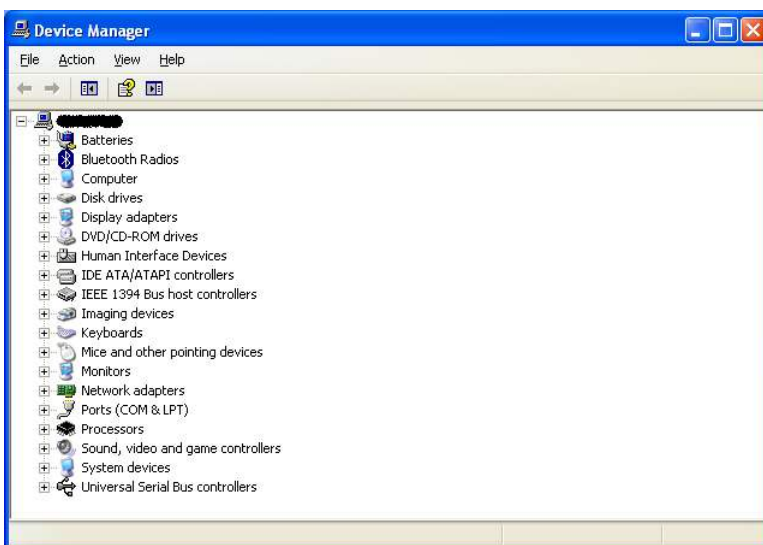 Device Manager
File Action View Help
Batteries
Bluetooth Radios
Computer
Disk drives
Display adapters
DVD/CD-ROM drives
Human Interface Devices
IDE ATA/ATAPI controllers
IEEE 1394 Bus host controllers
Imaging devices
Keyboards
Mice and other pointing devices
Monitors
Network adapters
Ports (COM & LPT)
Processors
Sound, video and game controllers
System devices
Universal Serial Bus controllers